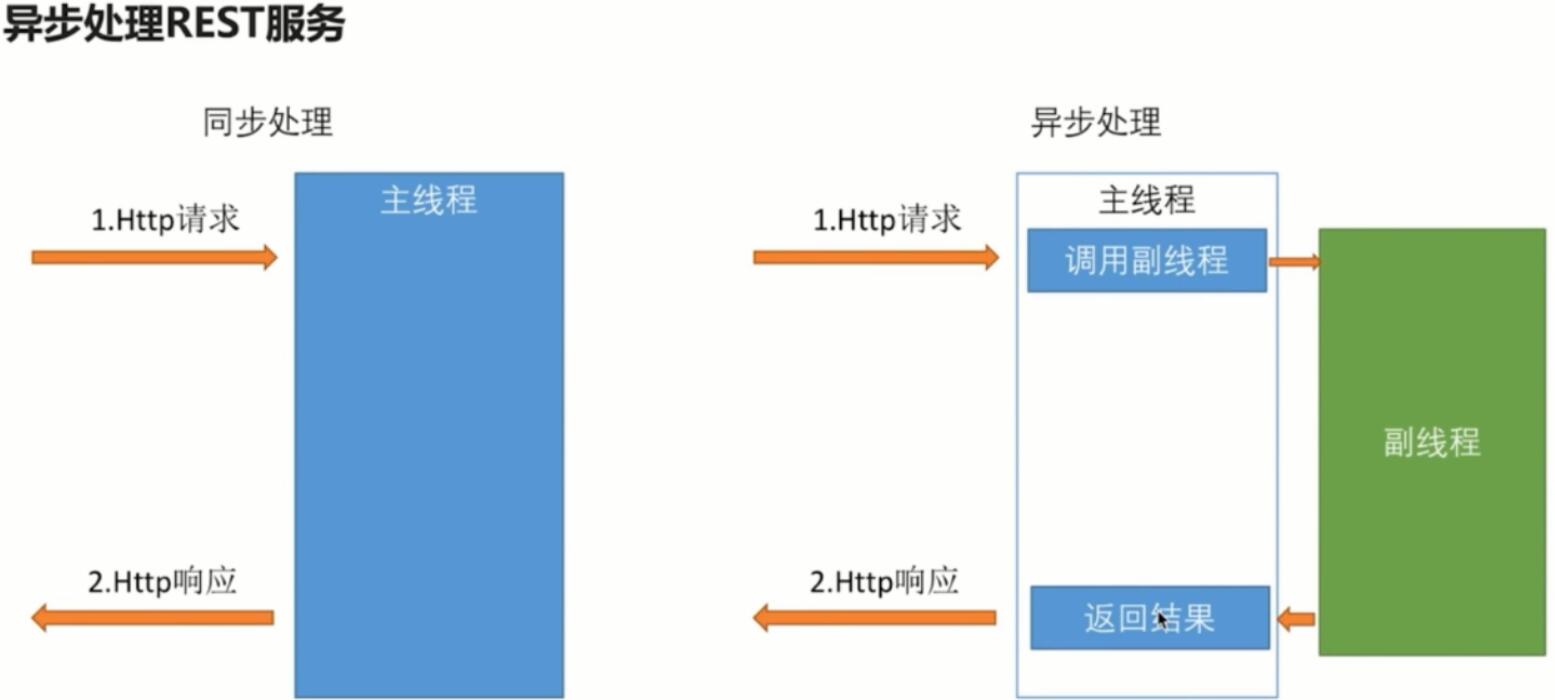 异步处理REST服务
同步处理
主线程
1.Http请求
2.Http响应
异步处理
主线程
1.Http请求
调用副线程
副线程
2.Http响应
返回结果